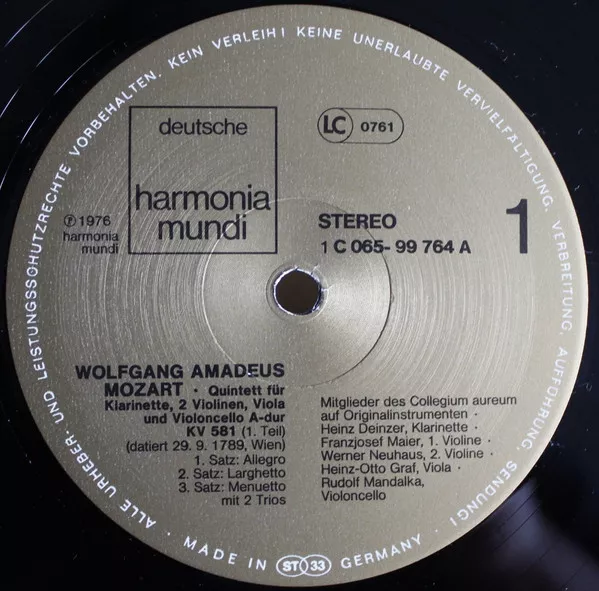 ALLE URHEBER UND LEISTUNGSSCHUTZRECHTE VORBEHALTEN. KEIN VERLEIH! KEINE UNERLAUBTE VERVIELFÄLTIGUNG, VERBREITUNG, AUFFÜHRUNG, SENDUNG!
deutsche
harmonia
mundi
LC 0761
℗ 1976
harmonia
mundi
STEREO
1 C 065-99 764 A
1
WOLFGANG AMADEUS
MOZART · Quintett für
Klarinette, 2 Violinen, Viola
und Violoncello A-dur
KV 581 (1. Teil)
(datiert 29. 9. 1789, Wien)
1. Satz: Allegro
2. Satz: Larghetto
3. Satz: Menuetto
mit 2 Trios
Mitglieder des Collegium aureum
auf Originalinstrumenten ·
Heinz Deinzer, Klarinette ·
Franzjosef Maier, 1. Violine ·
Werner Neuhaus, 2. Violine ·
Heinz-Otto Graf, Viola ·
Rudolf Mandalka,
Violoncello
· MADE IN ST 33 GERMANY ·